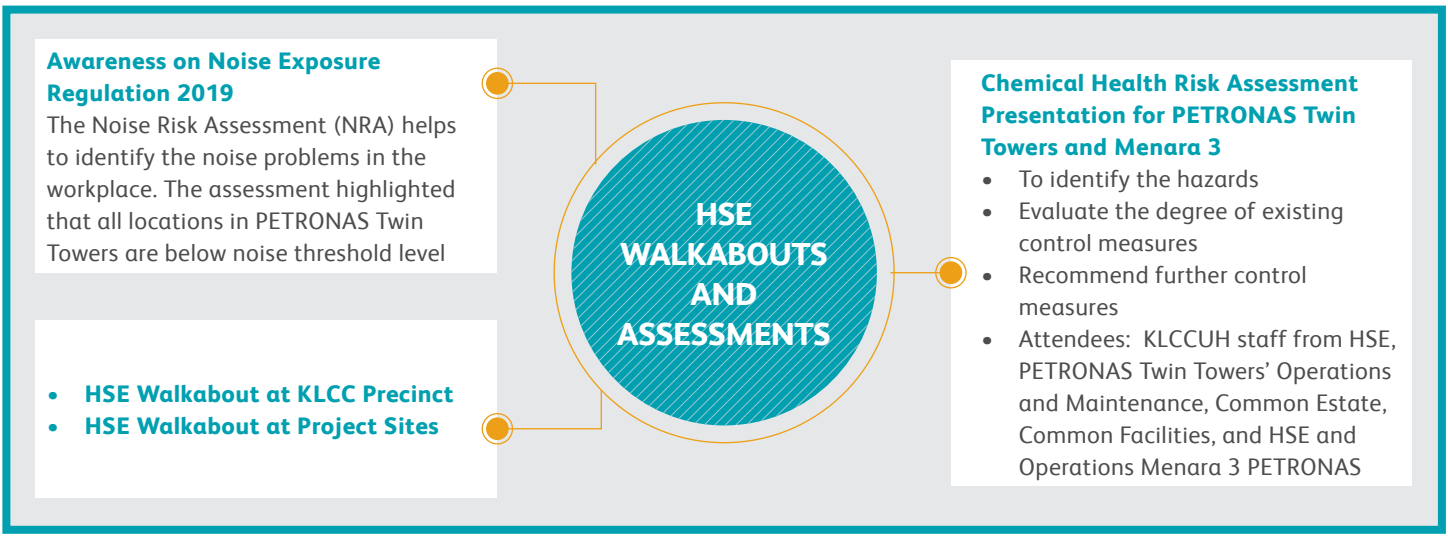 Awareness on Noise Exposure
Regulation 2019
The Noise Risk Assessment (NRA) helps
to identify the noise problems in the
workplace. The assessment highlighted
that all locations in PETRONAS Twin
Towers are below noise threshold level
• HSE Walkabout at KLCC Precinct
• HSE Walkabout at Project Sites
HSE
WALKABOUTS
AND
ASSESSMENTS
Chemical Health Risk Assessment
Presentation for PETRONAS Twin
Towers and Menara 3
• To identify the hazards
• Evaluate the degree of existing
control measures
• Recommend further control
measures
• Attendees: KLCCUH staff from HSE,
PETRONAS Twin Towers’ Operations
and Maintenance, Common Estate,
Common Facilities, and HSE and
Operations Menara 3 PETRONAS